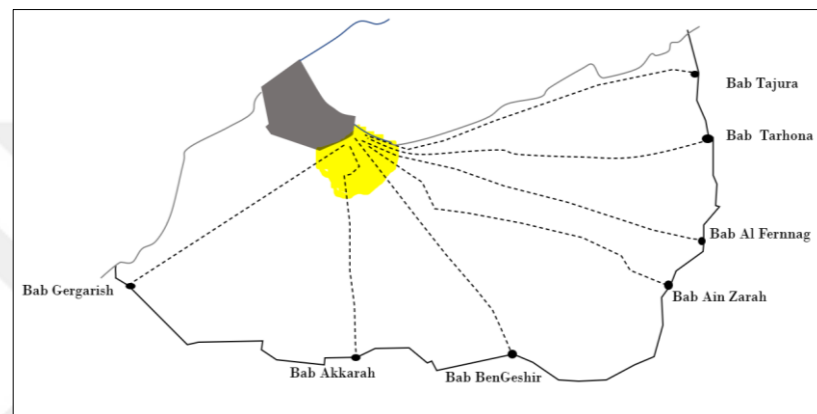 Bab Tajura
Bab Tarhona
Bab Al Fernnag
Bab Gergarish
Bab Ain Zarah
Bab Akkarah
Bab BenGeshir